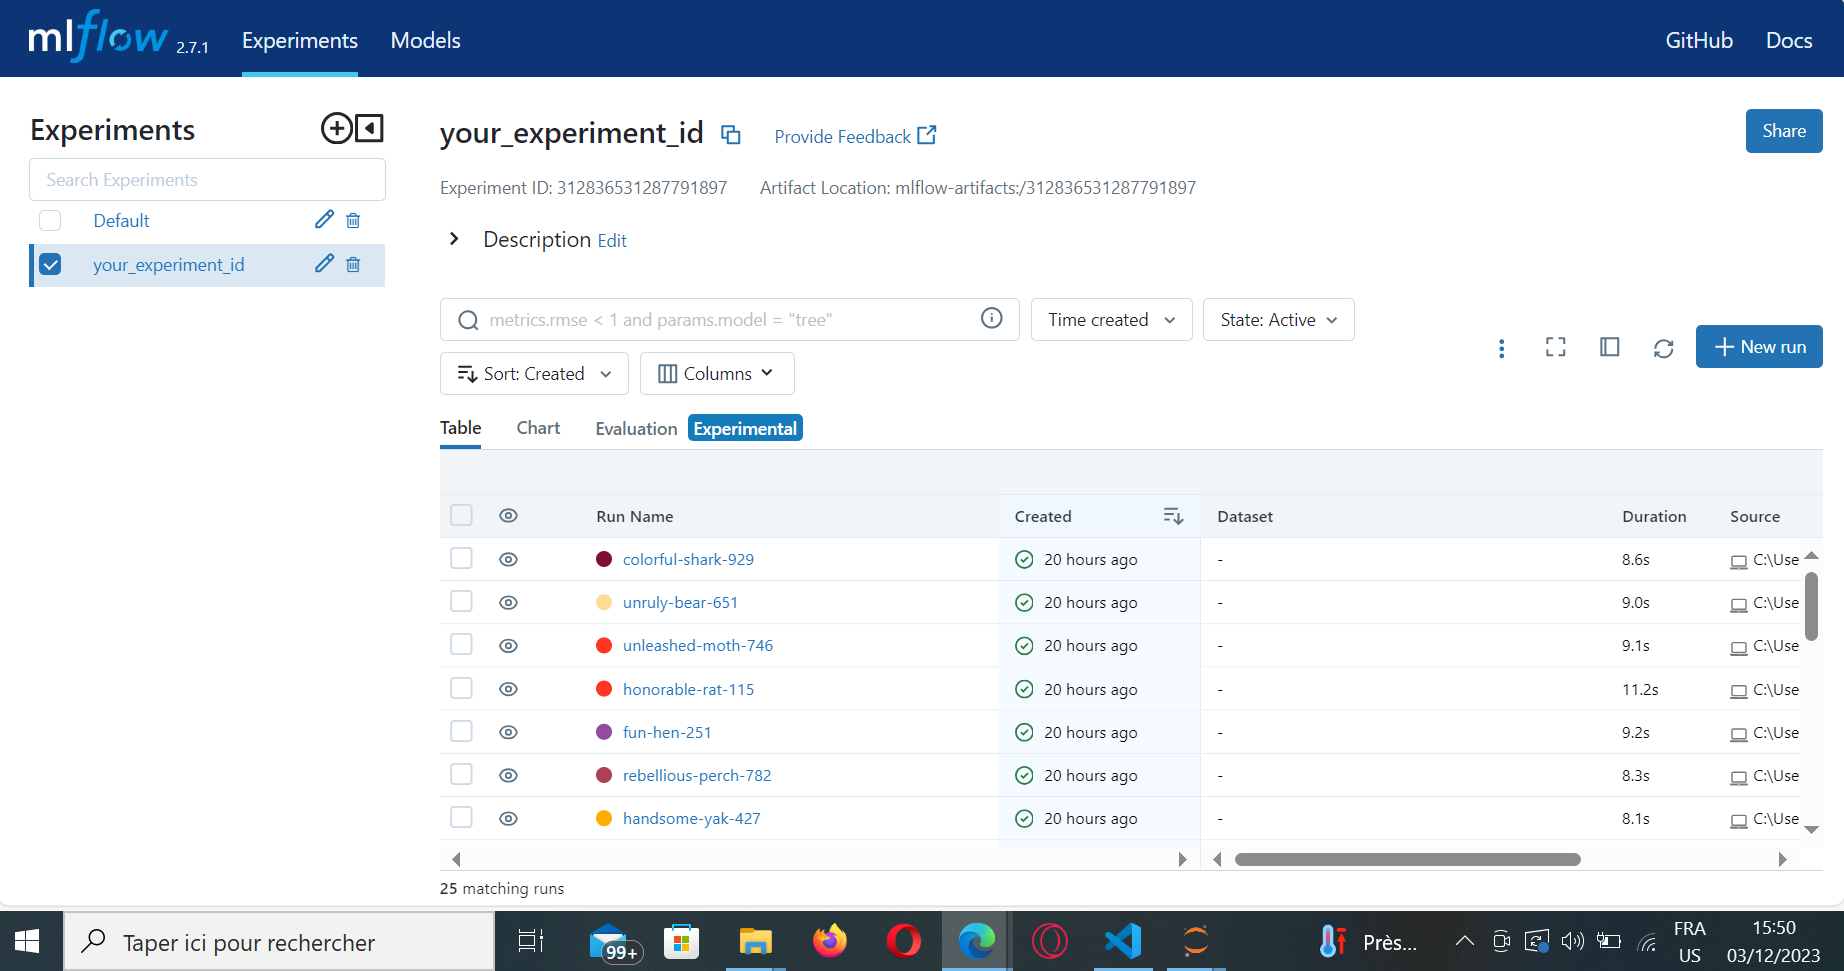 mlflow 2.7.1 Experiments Models GitHub Docs
Experiments
your_experiment_id Provide Feedback Share
Search Experiments
Experiment ID: 312836531287791897 Artifact Location: mlflow-artifacts:/312836531287791897
Default
Description Edit
your_experiment_id
metrics.rmse < 1 and params.model = "tree" Time created State: Active
New run
Sort: Created Columns
Table Chart Evaluation Experimental
Run Name Created Dataset Duration Source
colorful-shark-929 20 hours ago - 8.6s C:\Use
unruly-bear-651 20 hours ago - 9.0s C:\Use
unleashed-moth-746 20 hours ago - 9.1s C:\Use
honorable-rat-115 20 hours ago - 11.2s C:\Use
fun-hen-251 20 hours ago - 9.2s C:\Use
rebellious-perch-782 20 hours ago - 8.3s C:\Use
handsome-yak-427 20 hours ago - 8.1s C:\Use
25 matching runs
Taper ici pour rechercher 99+ Près... FRA 15:50
US 03/12/2023